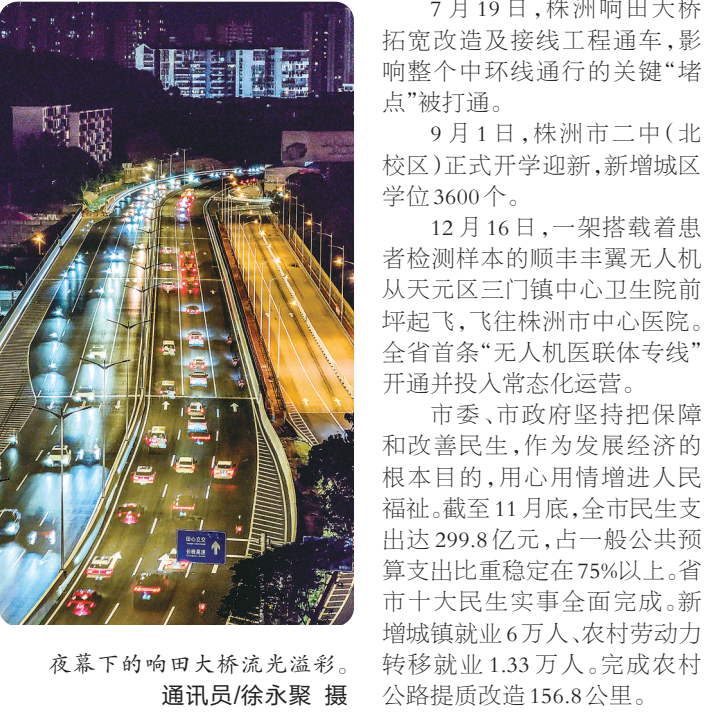 7月19日,株洲响田大桥
拓宽改造及接线工程通车,影
响整个中环线通行的关键“堵
点”被打通。
9月1日,株洲市二中(北
校区)正式开学迎新,新增城区
学位3600个。
12月16日,一架搭载着患
者检测样本的顺丰丰翼无人机
从天元区三门镇中心卫生院前
坪起飞,飞往株洲市中心医院。
全省首条“无人机医联体专线”
开通并投入常态化运营。
市委、市政府坚持把保障
和改善民生,作为发展经济的
根本目的,用心用情增进人民
福祉。截至11月底,全市民生支
出达299.8亿元,占一般公共预
算支出比重稳定在75%以上。省
市十大民生实事全面完成。新
增城镇就业6万人、农村劳动力
转移就业1.33万人。完成农村
公路提质改造156.8公里。
田心立交
长株高速
夜幕下的响田大桥流光溢彩。
通讯员/徐永聚 摄